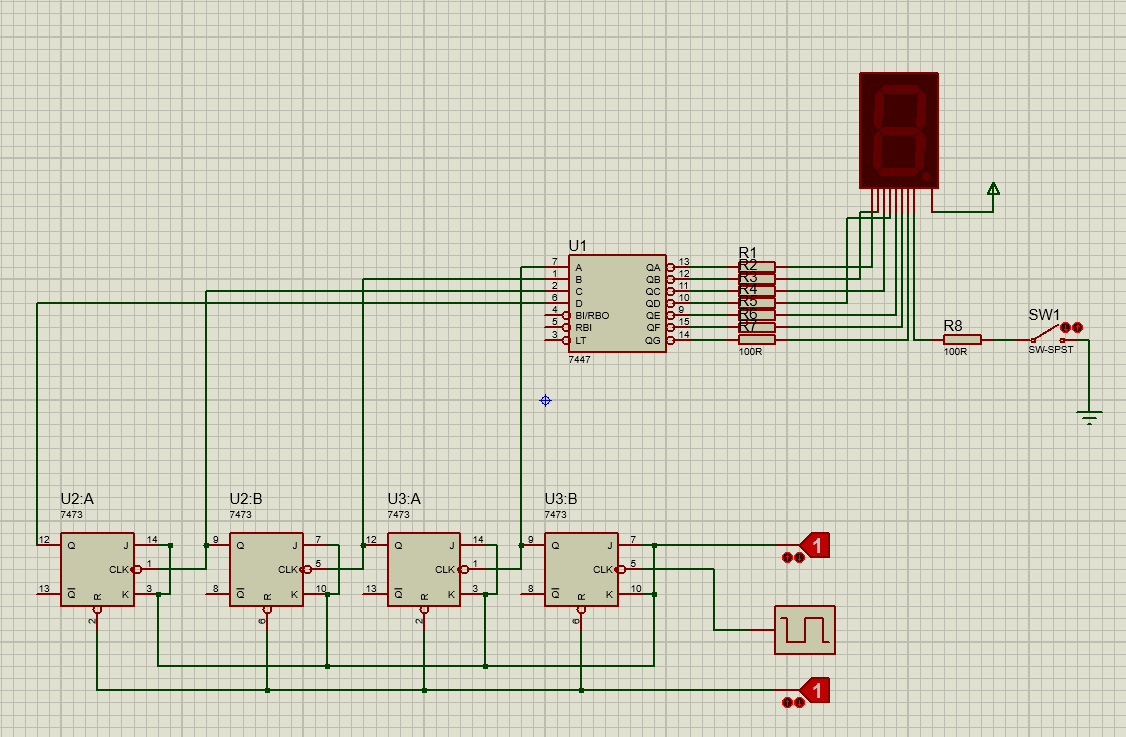 U1
7 A QA 13
1 B QB 12
2 C QC 11
6 D QD 10
4 BI/RBO QE 9
5 RBI QF 15
3 LT QG 14
7447
R1
R2
R3
R4
R5
R6
R7
100R
R8
100R
SW1
SW-SPST
U2:A
7473
12 Q J 14
CLK 1
13 Q K 3
R
2
U2:B
7473
9 Q J 7
CLK 5
8 Q K 10
R
6
U3:A
7473
12 Q J 14
CLK 1
13 Q K 3
R
2
U3:B
7473
9 Q J 7
CLK 5
8 Q K 10
R
6
1
1